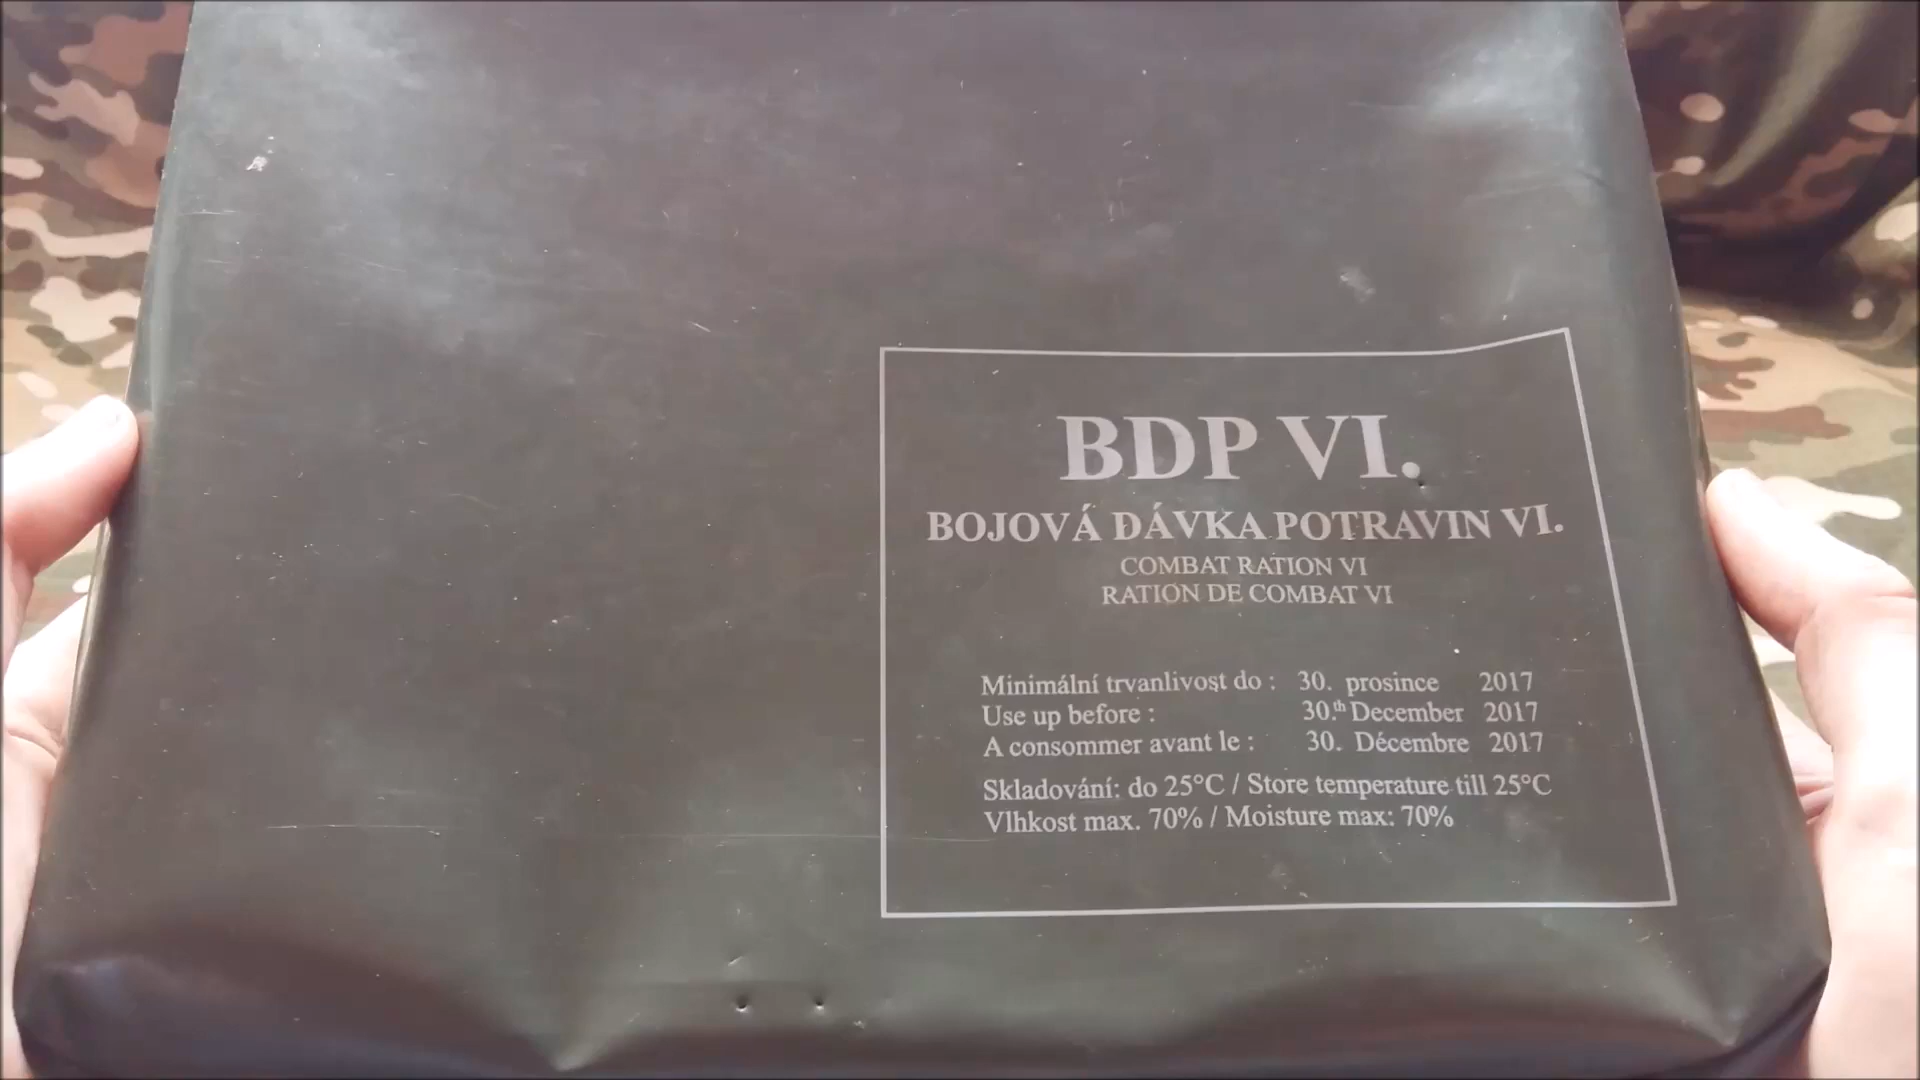 BDP VI.
BOJOVÁ DÁVKA POTRAVIN VI.
COMBAT RATION VI
RATION DE COMBAT VI
Minimální trvanlivost do : 30. prosince 2017
Use up before : 30.th December 2017
A consommer avant le : 30. Décembre 2017
Skladování: do 25°C / Store temperature till 25°C
Vlhkost max. 70% / Moisture max: 70%